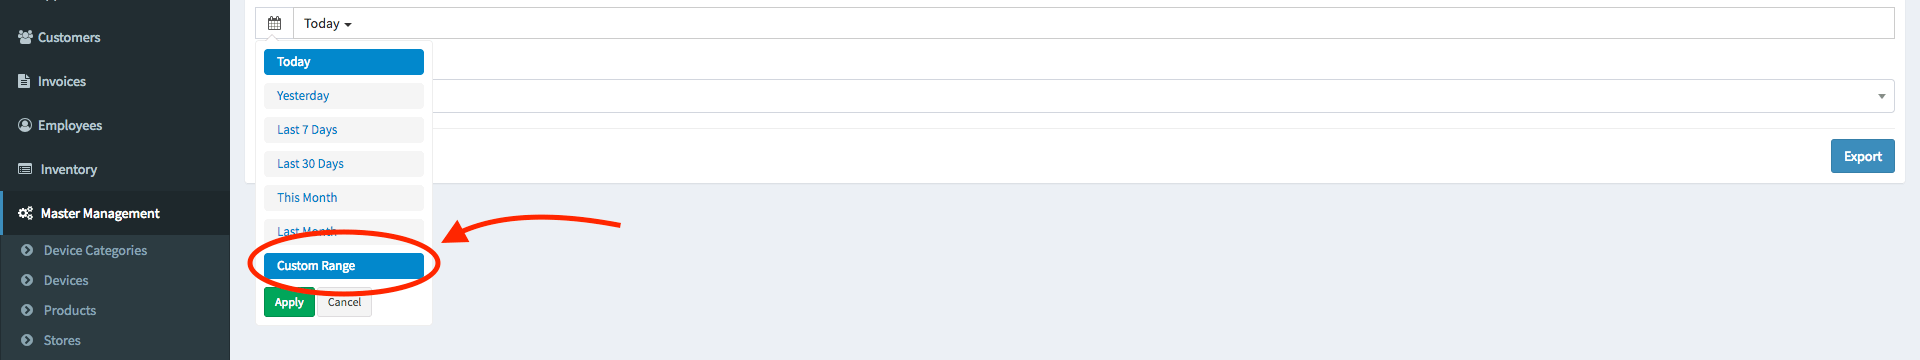 Customers
Invoices
Employees
Inventory
Master Management
Device Categories
Devices
Products
Stores
Today
Today
Yesterday
Last 7 Days
Last 30 Days
This Month
Last Month
Custom Range
Apply Cancel
Export